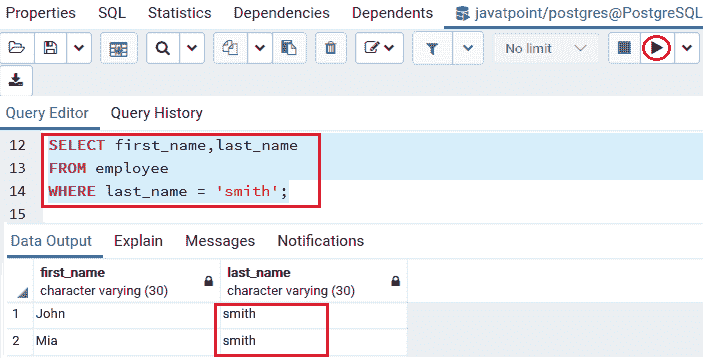 Properties SQL Statistics Dependencies Dependents javatpoint/postgres@PostgreSQL
No limit
Query Editor Query History
12 SELECT first_name,last_name
13 FROM employee
14 WHERE last_name = 'smith';
15
Data Output Explain Messages Notifications
first_name last_name
character varying (30) character varying (30)
1 John smith
2 Mia smith